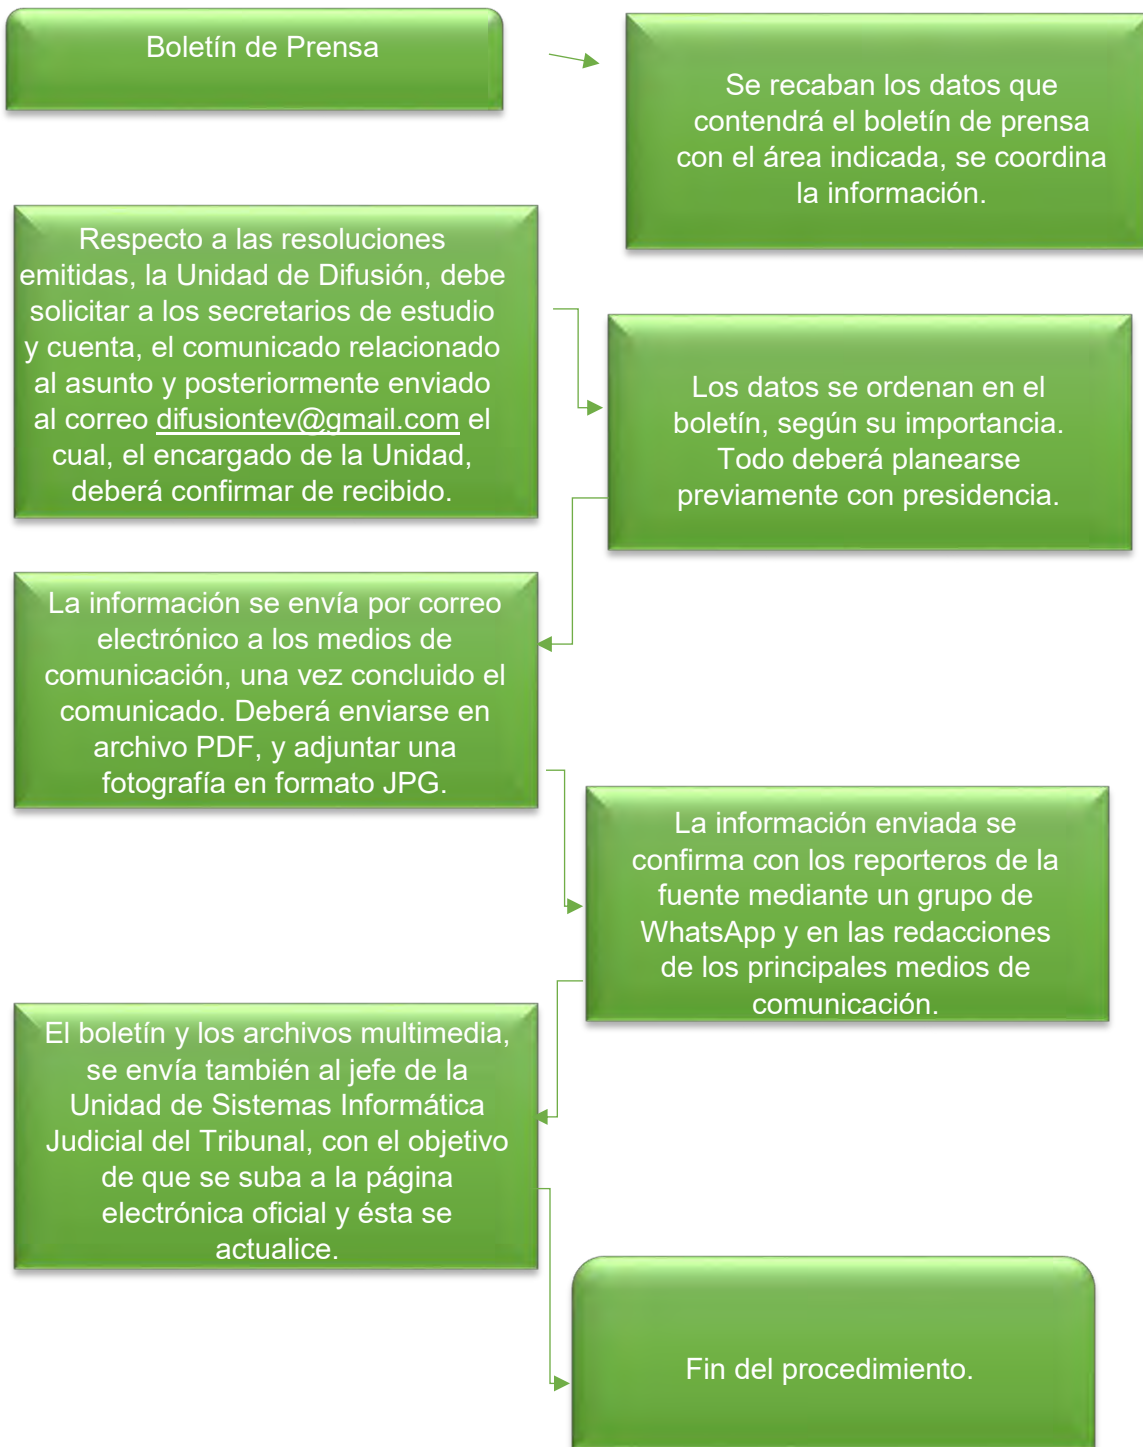 Boletín de Prensa
Se recaban los datos que
contendrá el boletín de prensa
con el área indicada, se coordina
la información.
Respecto a las resoluciones
emitidas, la Unidad de Difusión, debe
solicitar a los secretarios de estudio
y cuenta, el comunicado relacionado
al asunto y posteriormente enviado
al correo difusiontev@gmail.com el
cual, el encargado de la Unidad,
deberá confirmar de recibido.
Los datos se ordenan en el
boletín, según su importancia.
Todo deberá planearse
previamente con presidencia.
La información se envía por correo
electrónico a los medios de
comunicación, una vez concluido el
comunicado. Deberá enviarse en
archivo PDF, y adjuntar una
fotografía en formato JPG.
La información enviada se
confirma con los reporteros de la
fuente mediante un grupo de
WhatsApp y en las redacciones
de los principales medios de
comunicación.
El boletín y los archivos multimedia,
se envía también al jefe de la
Unidad de Sistemas Informática
Judicial del Tribunal, con el objetivo
de que se suba a la página
electrónica oficial y ésta se
actualice.
Fin del procedimiento.